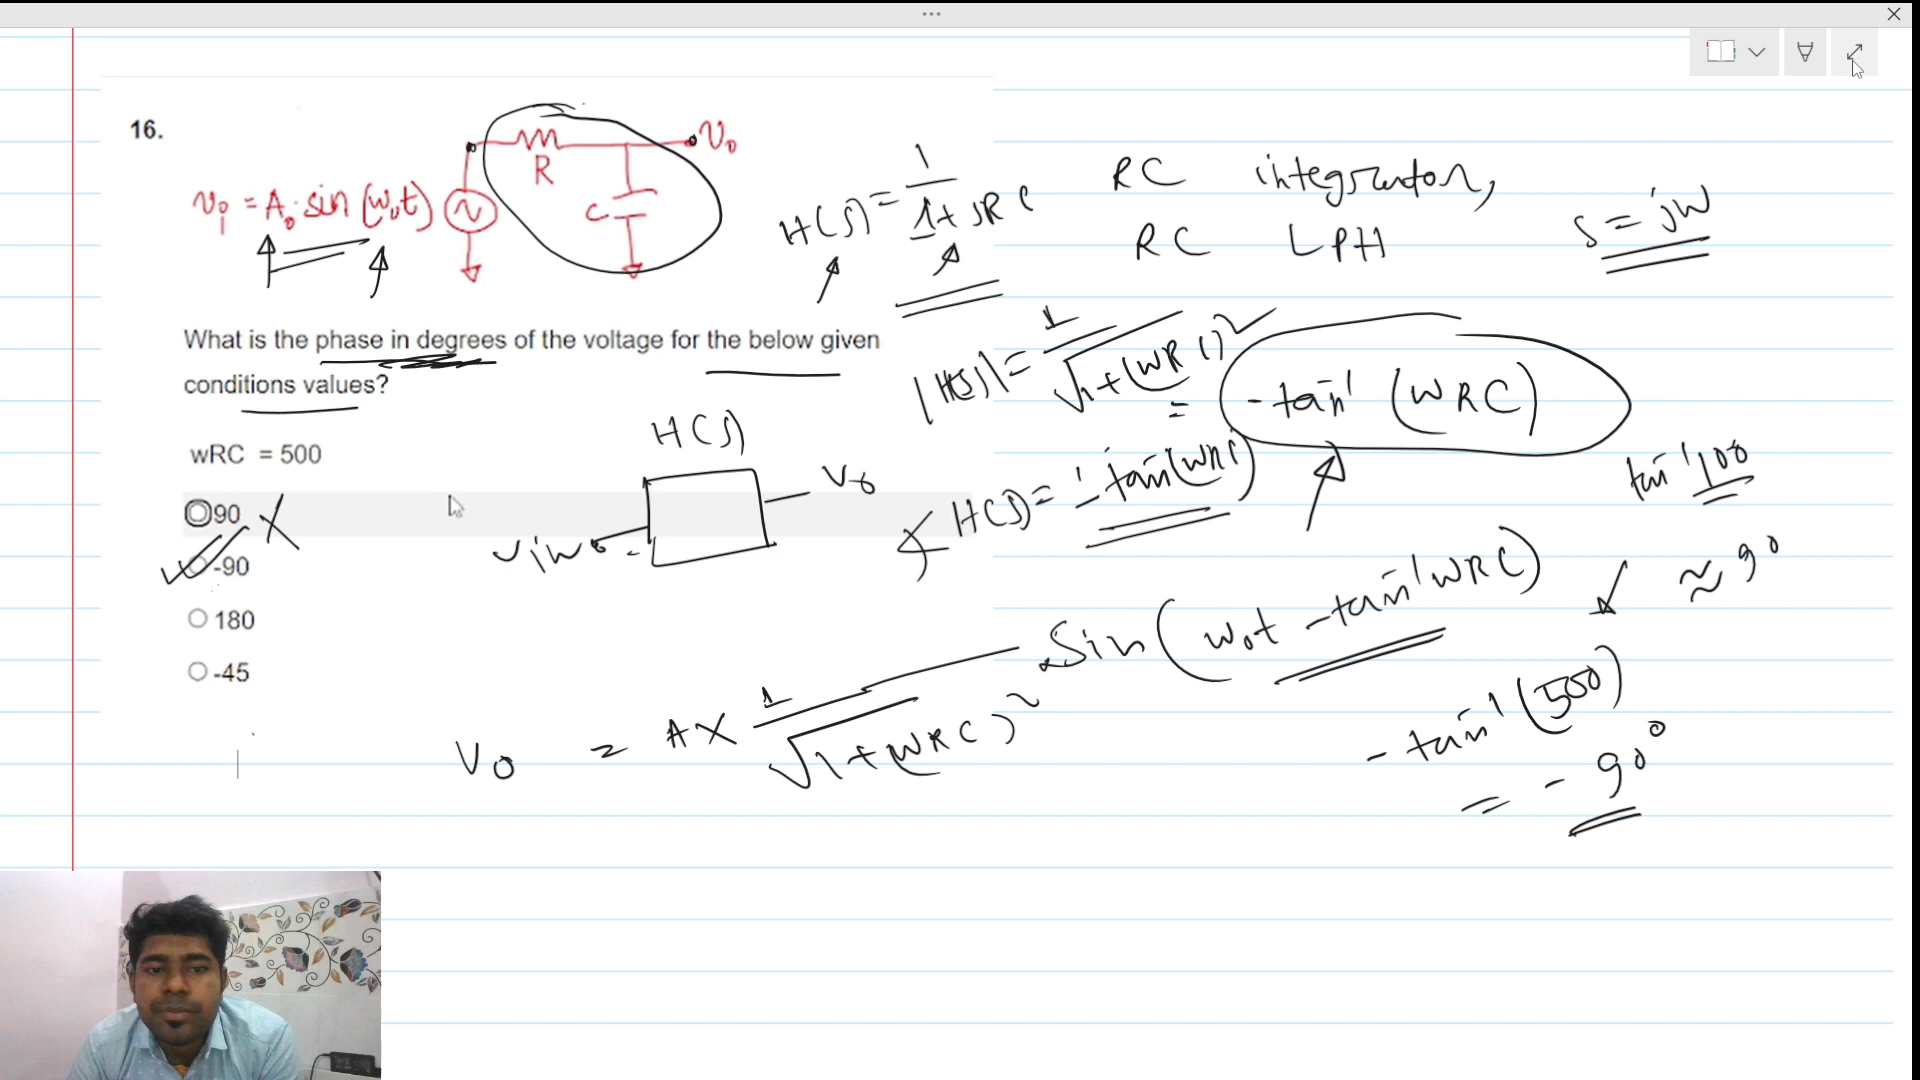 16.
R
C
V₀
vᵢ = A₀ sin (w₀t)
H(S) = 1 / 1 + SRC
RC integrator,
RC LPH
S = jw
What is the phase in degrees of the voltage for the below given
conditions values?
|H(S)| = 1 / √1+(WRC)²
= -tan⁻¹ (WRC)
wRC = 500
90 X
-90
180
-45
H(S)
Vin
Vo
∠H(S) = -tan⁻¹(WRC)
tan⁻¹ 100
≈ 90
V₀ = A X 1 / √1+(WRC)² Sin (w₀t - tan⁻¹ WRC)
- tan⁻¹ (500)
= - 90°